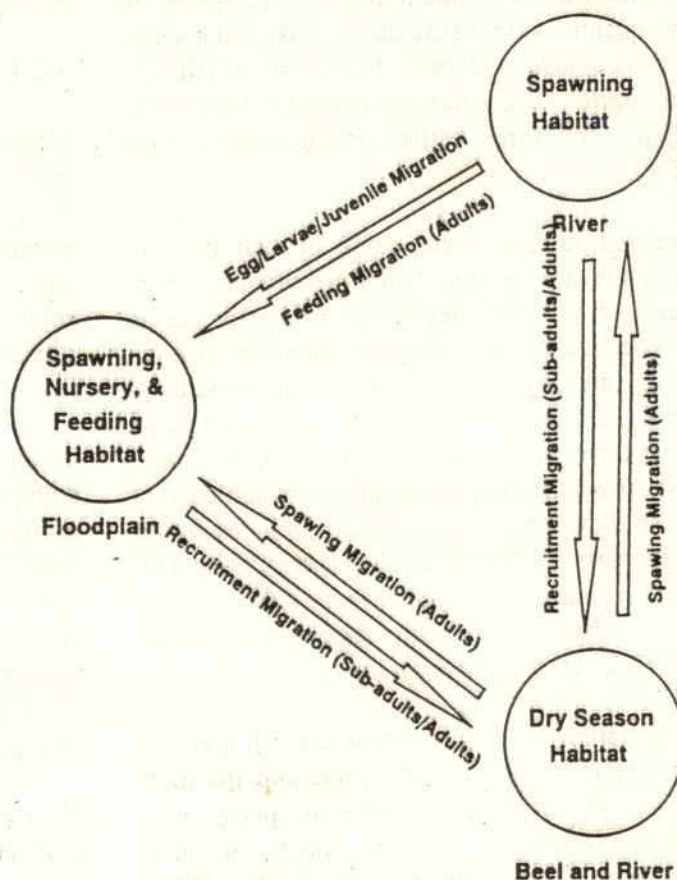 Spawning
Habitat
River
Egg/Larvae/Juvenile Migration
Feeding Migration (Adults)
Spawning,
Nursery, &
Feeding
Habitat
Floodplain
Recruitment Migration (Sub-adults/Adults)
Spawning Migration (Adults)
Spawing Migration (Adults)
Recruitment Migration (Sub-adults/Adults)
Dry Season
Habitat
Beel and River